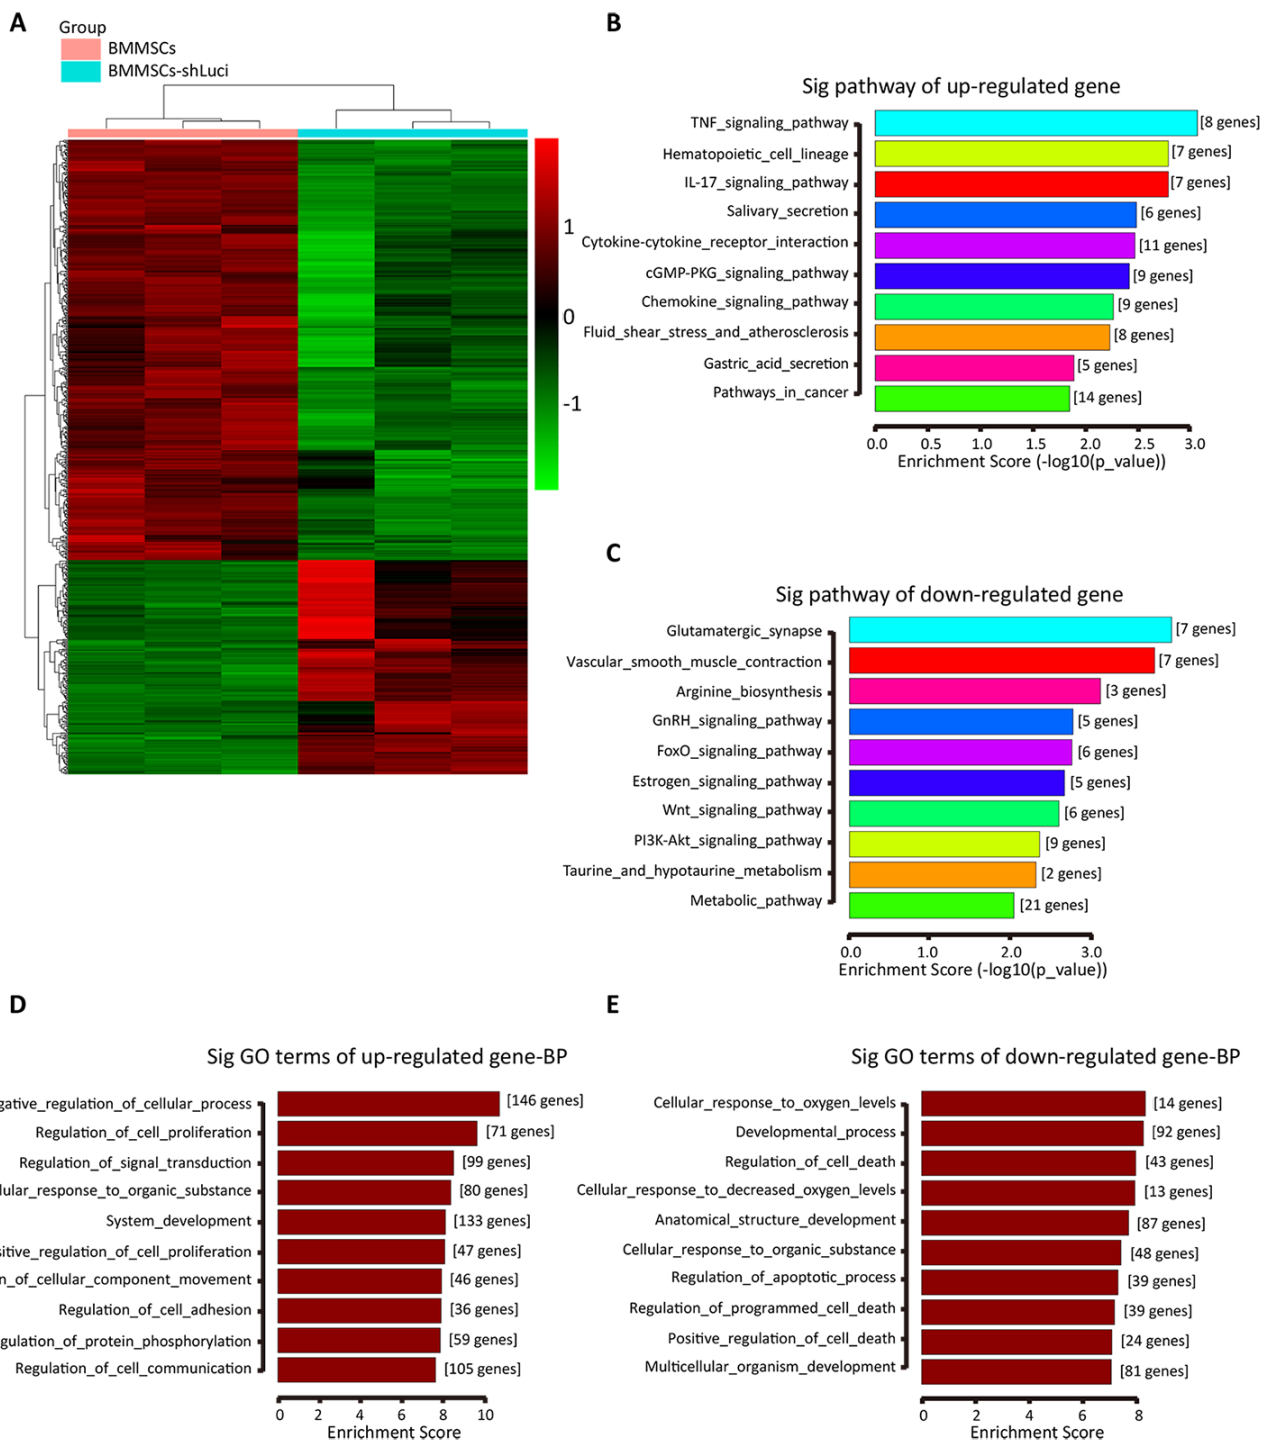 A
Group
BMMSCs
BMMSCs-shLuci
1
0
-1
B
Sig pathway of up-regulated gene
TNF_signaling_pathway [8 genes]
Hematopoietic_cell_lineage [7 genes]
IL-17_signaling_pathway [7 genes]
Salivary_secretion [6 genes]
Cytokine-cytokine_receptor_interaction [11 genes]
cGMP-PKG_signaling_pathway [9 genes]
Chemokine_signaling_pathway [9 genes]
Fluid_shear_stress_and_atherosclerosis [8 genes]
Gastric_acid_secretion [5 genes]
Pathways_in_cancer [14 genes]
0.0 0.5 1.0 1.5 2.0 2.5 3.0
Enrichment Score (-log10(p_value))
C
Sig pathway of down-regulated gene
Glutamatergic_synapse [7 genes]
Vascular_smooth_muscle_contraction [7 genes]
Arginine_biosynthesis [3 genes]
GnRH_signaling_pathway [5 genes]
FoxO_signaling_pathway [6 genes]
Estrogen_signaling_pathway [5 genes]
Wnt_signaling_pathway [6 genes]
PI3K-Akt_signaling_pathway [9 genes]
Taurine_and_hypotaurine_metabolism [2 genes]
Metabolic_pathway [21 genes]
0.0 1.0 2.0 3.0
Enrichment Score (-log10(p_value))
D
Sig GO terms of up-regulated gene-BP
gative_regulation_of_cellular_process [146 genes]
Regulation_of_cell_proliferation [71 genes]
Regulation_of_signal_transduction [99 genes]
lular_response_to_organic_substance [80 genes]
System_development [133 genes]
sitive_regulation_of_cell_proliferation [47 genes]
n_of_cellular_component_movement [46 genes]
Regulation_of_cell_adhesion [36 genes]
gulation_of_protein_phosphorylation [59 genes]
Regulation_of_cell_communication [105 genes]
0 2 4 6 8 10
Enrichment Score
E
Sig GO terms of down-regulated gene-BP
Cellular_response_to_oxygen_levels [14 genes]
Developmental_process [92 genes]
Regulation_of_cell_death [43 genes]
Cellular_response_to_decreased_oxygen_levels [13 genes]
Anatomical_structure_development [87 genes]
Cellular_response_to_organic_substance [48 genes]
Regulation_of_apoptotic_process [39 genes]
Regulation_of_programmed_cell_death [39 genes]
Positive_regulation_of_cell_death [24 genes]
Multicellular_organism_development [81 genes]
0 2 4 6 8
Enrichment Score